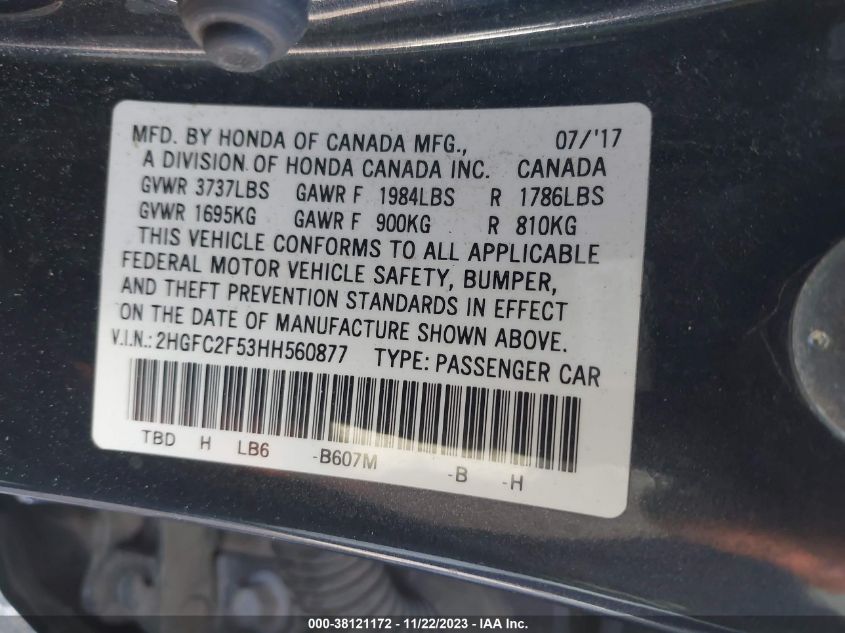 MFD. BY HONDA OF CANADA MFG., 07/'17
A DIVISION OF HONDA CANADA INC. CANADA
GVWR 3737LBS GAWR F 1984LBS R 1786LBS
GVWR 1695KG GAWR F 900KG R 810KG
THIS VEHICLE CONFORMS TO ALL APPLICABLE
FEDERAL MOTOR VEHICLE SAFETY, BUMPER,
AND THEFT PREVENTION STANDARDS IN EFFECT
ON THE DATE OF MANUFACTURE SHOWN ABOVE.
V.I.N.: 2HGFC2F53HH560877 TYPE: PASSENGER CAR
TBD H LB6 -B607M -B -H
000-38121172 - 11/22/2023 - IAA Inc.